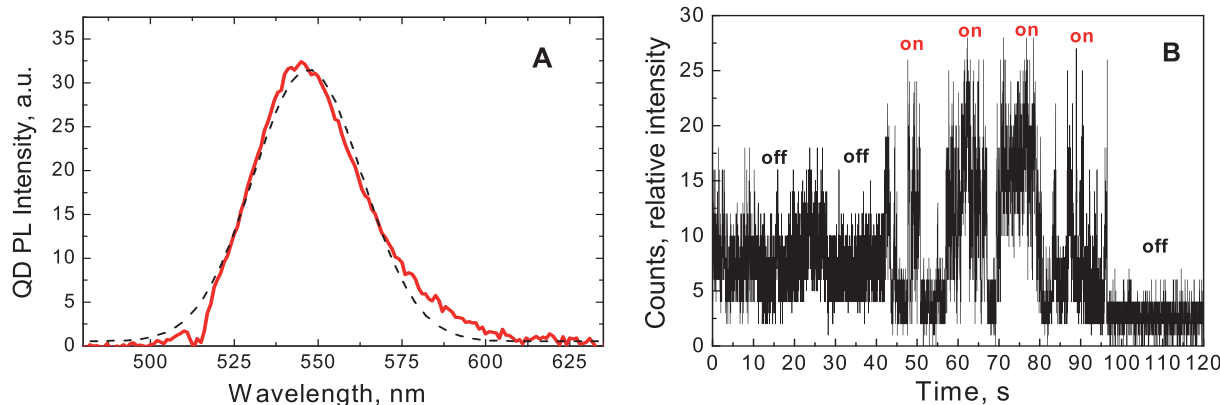 A
QD PL Intensity, a.u.
35
30
25
20
15
10
5
0
500 525 550 575 600 625
Wavelength, nm
B
Counts, relative intensity
30
25
20
15
10
5
0
on on on on
off off
off
0 10 20 30 40 50 60 70 80 90 100 110 120
Time, s